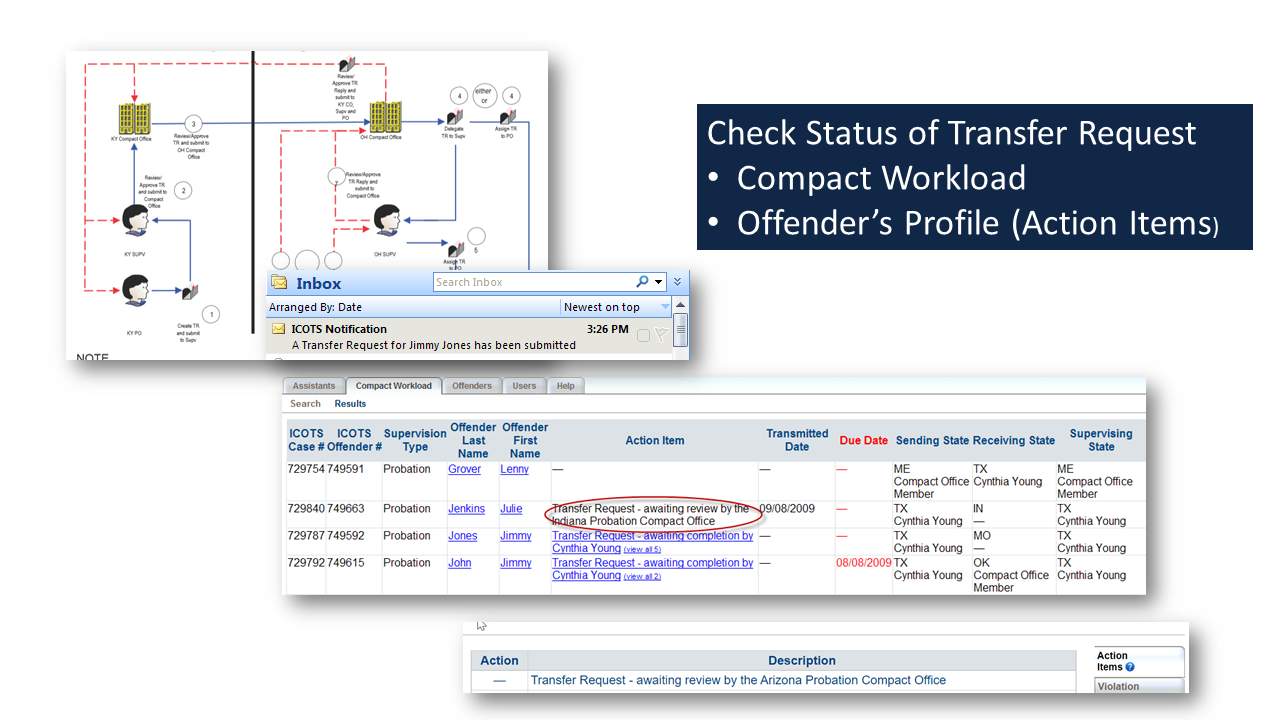 Review/
Approve TR
Reply and
submit to
KY CO,
Supv and
PO
4
either
or
4
KY Compact Office
3
Review/Approve
TR and submit to
OH Compact
Office
OH Compact Office
Delegate
TR to Supv
Assign TR
to PO
Review/
Approve TR
and submit to
Compact
Office
2
Review/Approve
TR Reply and
submit to
Compact Office
KY SUPV
OH SUPV
5
Assign TR
KY PO
Create TR
and submit
to Supv
1
NOTE
Check Status of Transfer Request
• Compact Workload
• Offender’s Profile (Action Items)
Inbox
Search Inbox
Arranged By: Date
Newest on top
ICOTS Notification 3:26 PM
A Transfer Request for Jimmy Jones has been submitted
Assistants Compact Workload Offenders Users Help
Search Results
ICOTS Case # ICOTS Offender # Supervision Type Offender Last Name Offender First Name Action Item Transmitted Date Due Date Sending State Receiving State Supervising State
729754 749591 Probation Grover Lenny — — — ME Compact Office Member TX Cynthia Young ME Compact Office Member
729840 749663 Probation Jenkins Julie Transfer Request - awaiting review by the Indiana Probation Compact Office 09/08/2009 — TX Cynthia Young IN — TX Cynthia Young
729787 749592 Probation Jones Jimmy Transfer Request - awaiting completion by Cynthia Young (view all 5) — — TX Cynthia Young MO — TX Cynthia Young
729792 749615 Probation John Jimmy Transfer Request - awaiting completion by Cynthia Young (view all 2) — 08/08/2009 TX Cynthia Young OK Compact Office Member TX Cynthia Young
Action Description
— Transfer Request - awaiting review by the Arizona Probation Compact Office
Action
Items ?
Violation